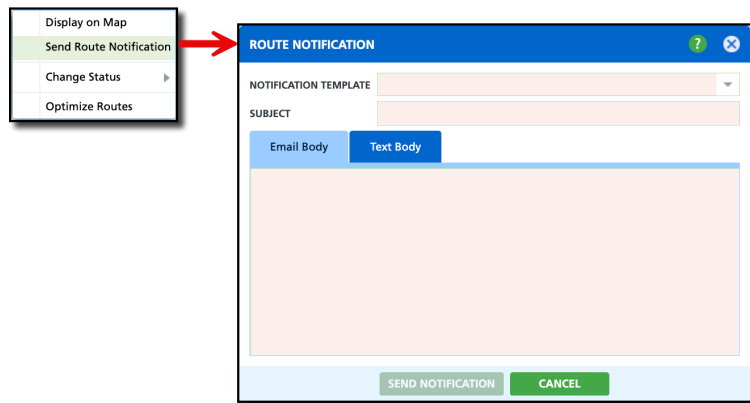 Display on Map
Send Route Notification
Change Status
Optimize Routes
ROUTE NOTIFICATION
?
NOTIFICATION TEMPLATE
SUBJECT
Email Body
Text Body
SEND NOTIFICATION
CANCEL